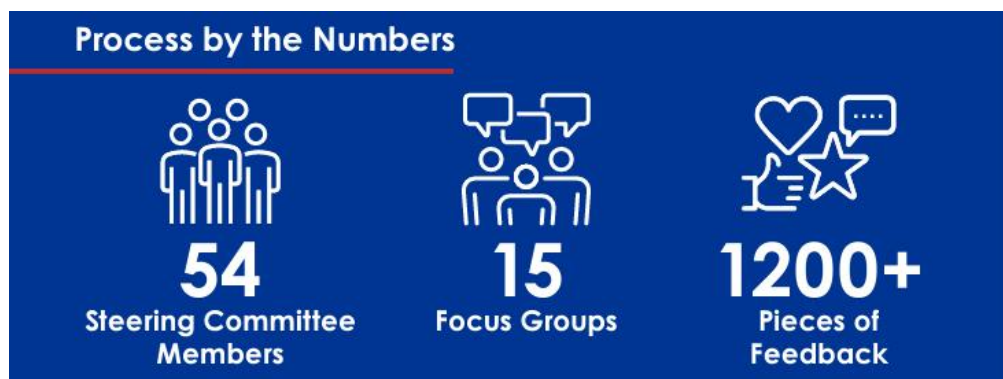 Process by the Numbers
54
Steering Committee
Members
15
Focus Groups
1200+
Pieces of
Feedback